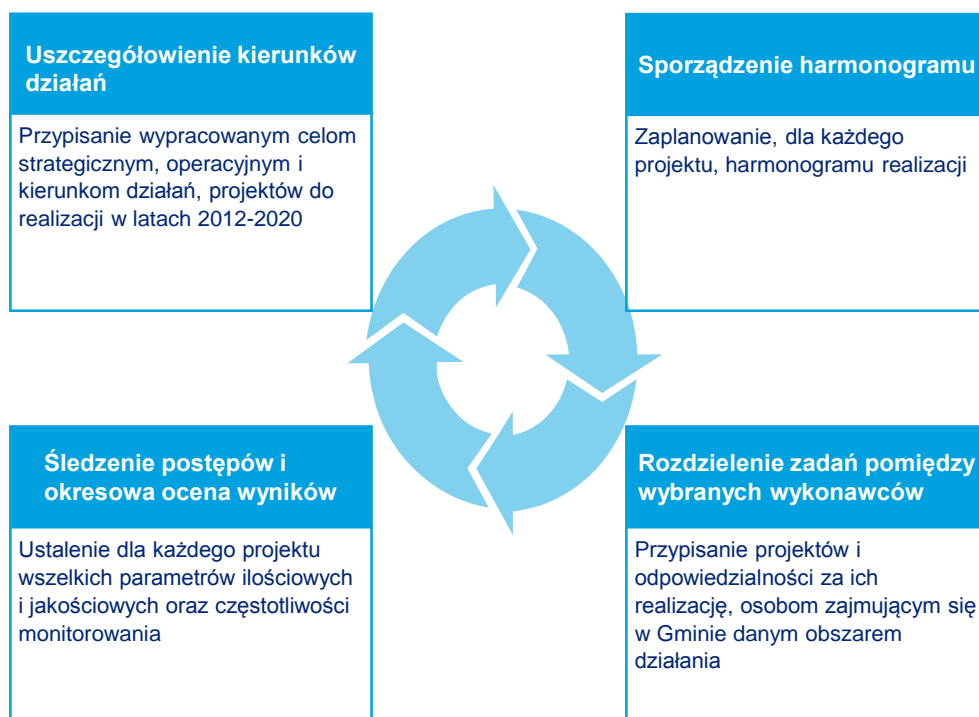 Uszczegółowienie kierunków
działań
Przypisanie wypracowanym celom
strategicznym, operacyjnym i
kierunkom działań, projektów do
realizacji w latach 2012-2020
Sporządzenie harmonogramu
Zaplanowanie, dla każdego
projektu, harmonogramu realizacji
Śledzenie postępów i
okresowa ocena wyników
Ustalenie dla każdego projektu
wszelkich parametrów ilościowych
i jakościowych oraz częstotliwości
monitorowania
Rozdzielenie zadań pomiędzy
wybranych wykonawców
Przypisanie projektów i
odpowiedzialności za ich
realizację, osobom zajmującym się
w Gminie danym obszarem
działania